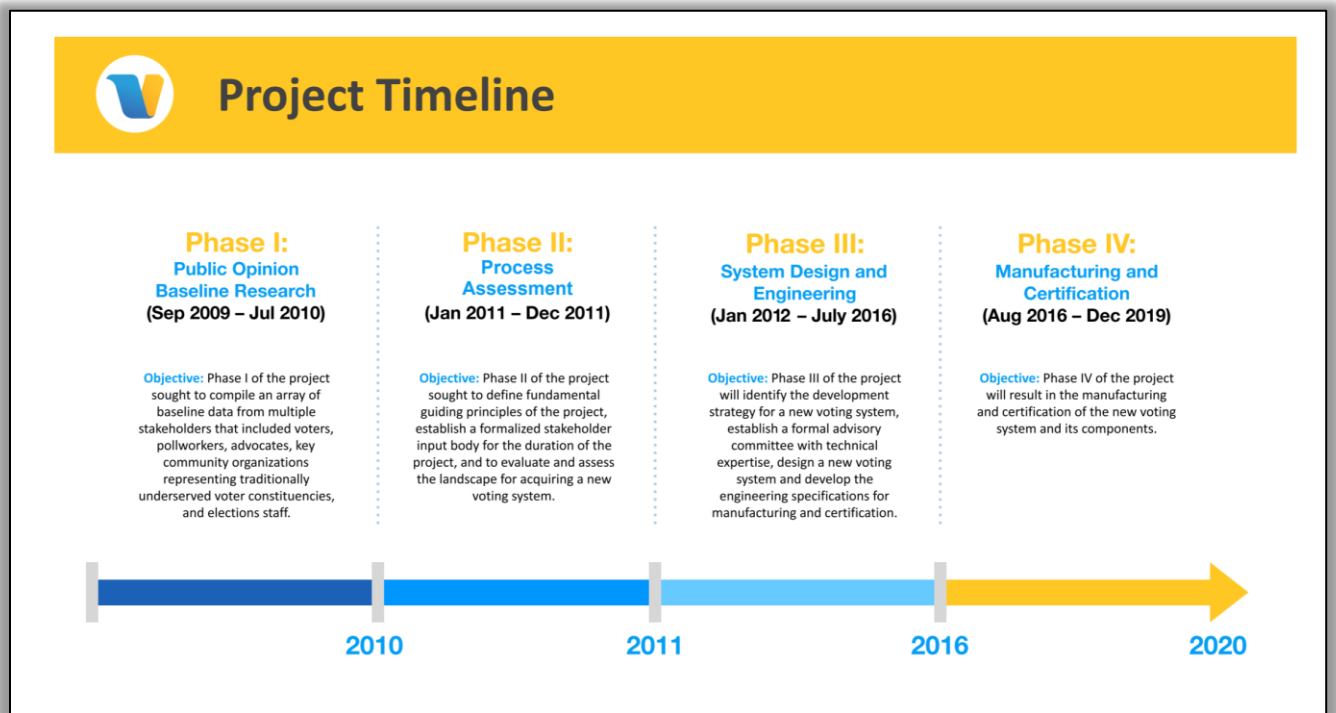 Project Timeline
Phase I:
Public Opinion
Baseline Research
(Sep 2009 – Jul 2010)
Objective: Phase I of the project
sought to compile an array of
baseline data from multiple
stakeholders that included voters,
pollworkers, advocates, key
community organizations
representing traditionally
underserved voter constituencies,
and elections staff.
Phase II:
Process
Assessment
(Jan 2011 – Dec 2011)
Objective: Phase II of the project
sought to define fundamental
guiding principles of the project,
establish a formalized stakeholder
input body for the duration of the
project, and to evaluate and assess
the landscape for acquiring a new
voting system.
Phase III:
System Design and
Engineering
(Jan 2012 – July 2016)
Objective: Phase III of the project
will identify the development
strategy for a new voting system,
establish a formal advisory
committee with technical
expertise, design a new voting
system and develop the
engineering specifications for
manufacturing and certification.
Phase IV:
Manufacturing and
Certification
(Aug 2016 – Dec 2019)
Objective: Phase IV of the project
will result in the manufacturing
and certification of the new voting
system and its components.
2010
2011
2016
2020